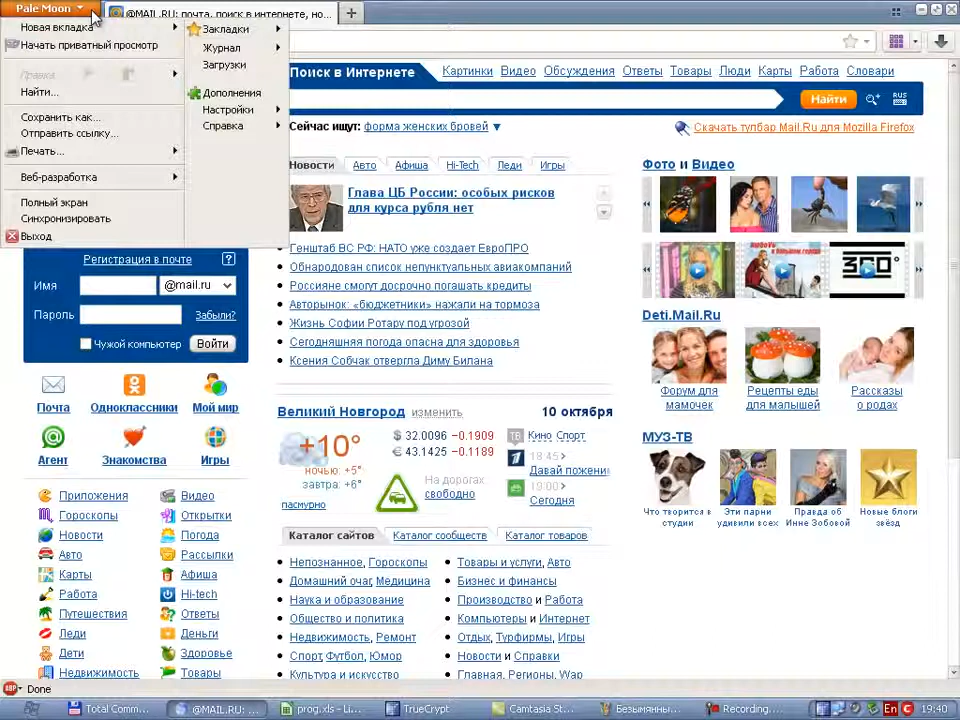 Pale Moon
@MAIL.RU: почта, поиск в интернете, но...
Новая вкладка
Начать приватный просмотр
Правка
Найти...
Сохранить как...
Отправить ссылку...
Печать...
Веб-разработка
Полный экран
Синхронизировать
Выход
Закладки
Журнал
Загрузки
Дополнения
Настройки
Справка
Поиск в Интернете
Картинки Видео Обсуждения Ответы Товары Люди Карты Работа Словари
Найти
RUS
Сейчас ищут: форма женских бровей
Скачать тулбар Mail.Ru для Mozilla Firefox
Новости Авто Афиша Hi-Tech Леди Игры
Глава ЦБ России: особых рисков
для курса рубля нет
Генштаб ВС РФ: НАТО уже создает ЕвроПРО
Обнародован список непунктуальных авиакомпаний
Россияне смогут досрочно погашать кредиты
Авторынок: «бюджетники» нажали на тормоза
Жизнь Софии Ротару под угрозой
Сегодняшняя погода опасна для здоровья
Ксения Собчак отвергла Диму Билана
Регистрация в почте
?
Имя
@mail.ru
Пароль
Забыли?
Чужой компьютер
Войти
Почта
Одноклассники
Мой мир
Агент
Знакомства
Игры
Приложения
Видео
Гороскопы
Открытки
Новости
Погода
Авто
Рассылки
Карты
Афиша
Работа
Hi-tech
Путешествия
Ответы
Леди
Деньги
Дети
Здоровье
Недвижимость
Товары
Великий Новгород изменить
10 октября
+10°
ночью: +5°
завтра: +6°
пасмурно
$ 32.0096 −0.1909
€ 43.1425 −0.1189
На дорогах
свободно
ТВ Кино Спорт
18:45>
Давай пожени
19:00>
Сегодня
Каталог сайтов Каталог сообществ Каталог товаров
Непознанное, Гороскопы
Домашний очаг, Медицина
Наука и образование
Общество и политика
Недвижимость, Ремонт
Спорт, Футбол, Юмор
Культура и искусство
Товары и услуги, Авто
Бизнес и финансы
Производство и Работа
Компьютеры и Интернет
Отдых, Турфирмы, Игры
Новости и Справки
Главная, Регионы, Wap
Фото и Видео
360°
Deti.Mail.Ru
Форум для
мамочек
Рецепты еды
для малышей
Рассказы
о родах
МУЗ-ТВ
Что творится в
студии
Эти парни
удивили всех
Правда об
Инне Зобовой
Новые блоги
звёзд
ABP
Done
Total Comm...
@MAIL.RU: ...
prog.xls - Li...
TrueCrypt
Camtasia St...
Безымянны...
Recording...
En
19:40